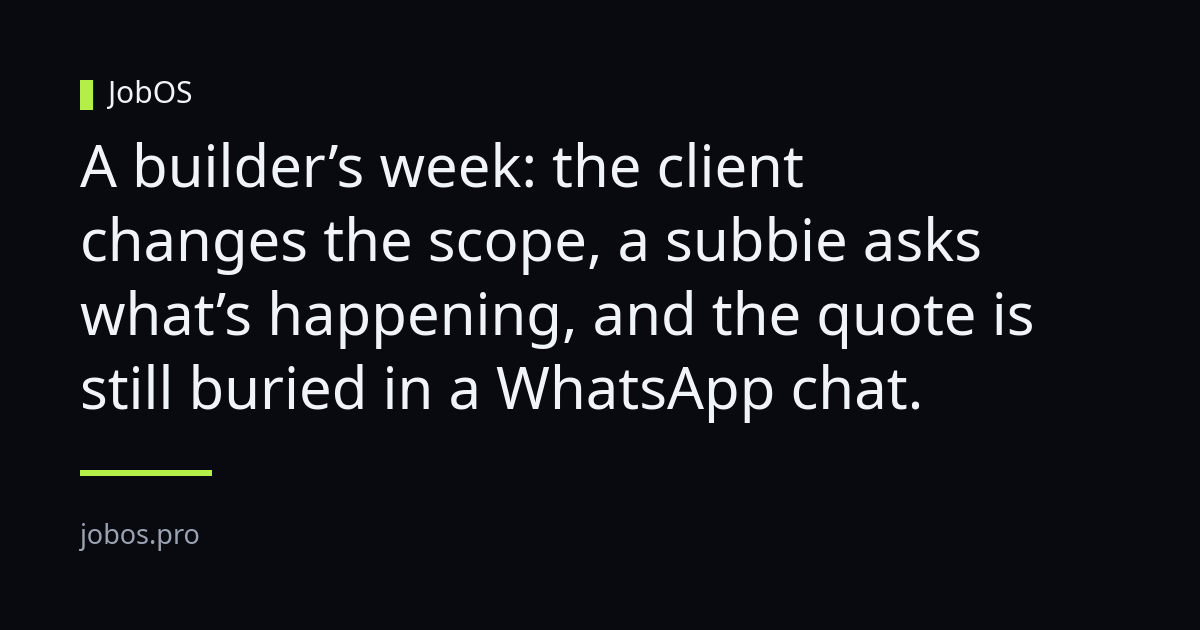 JobOS
A builder’s week: the client
changes the scope, a subbie asks
what’s happening, and the quote is
still buried in a WhatsApp chat.
jobos.pro